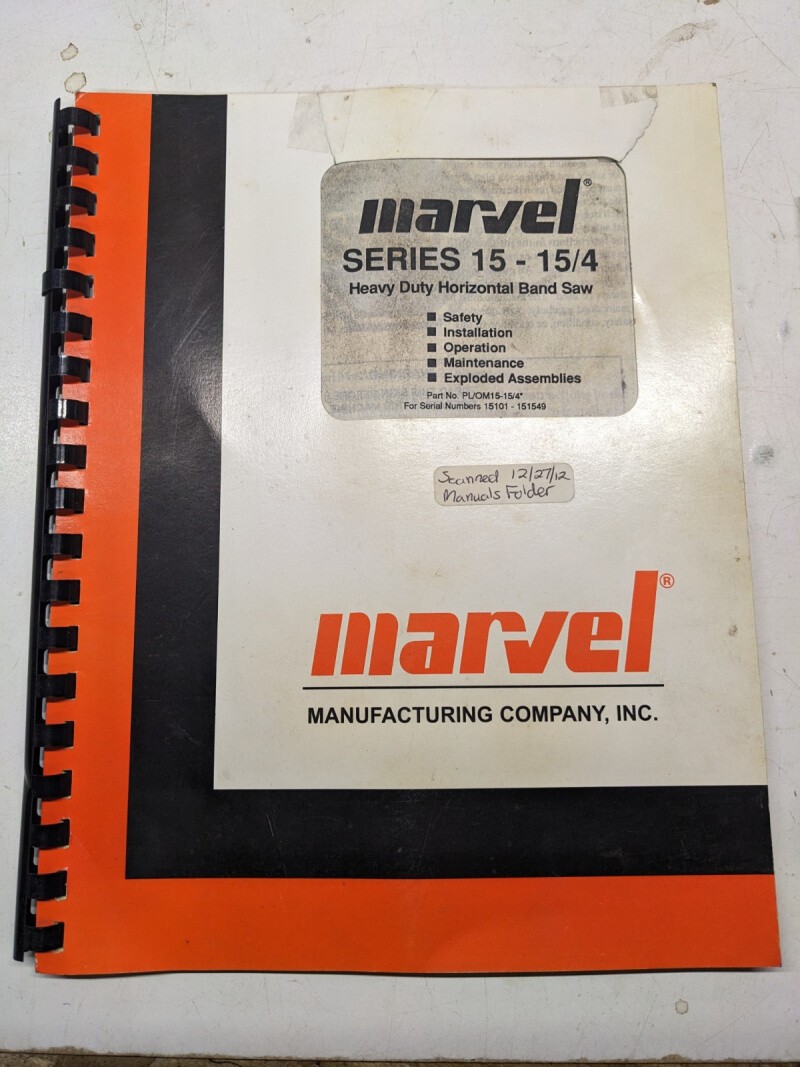 marvel®
SERIES 15 - 15/4
Heavy Duty Horizontal Band Saw
■ Safety
■ Installation
■ Operation
■ Maintenance
■ Exploded Assemblies
Part No. PL/OM15-15/4"
For Serial Numbers 15101 - 151549
Scanned 12/27/12
Manuals Folder
marvel®
MANUFACTURING COMPANY, INC.